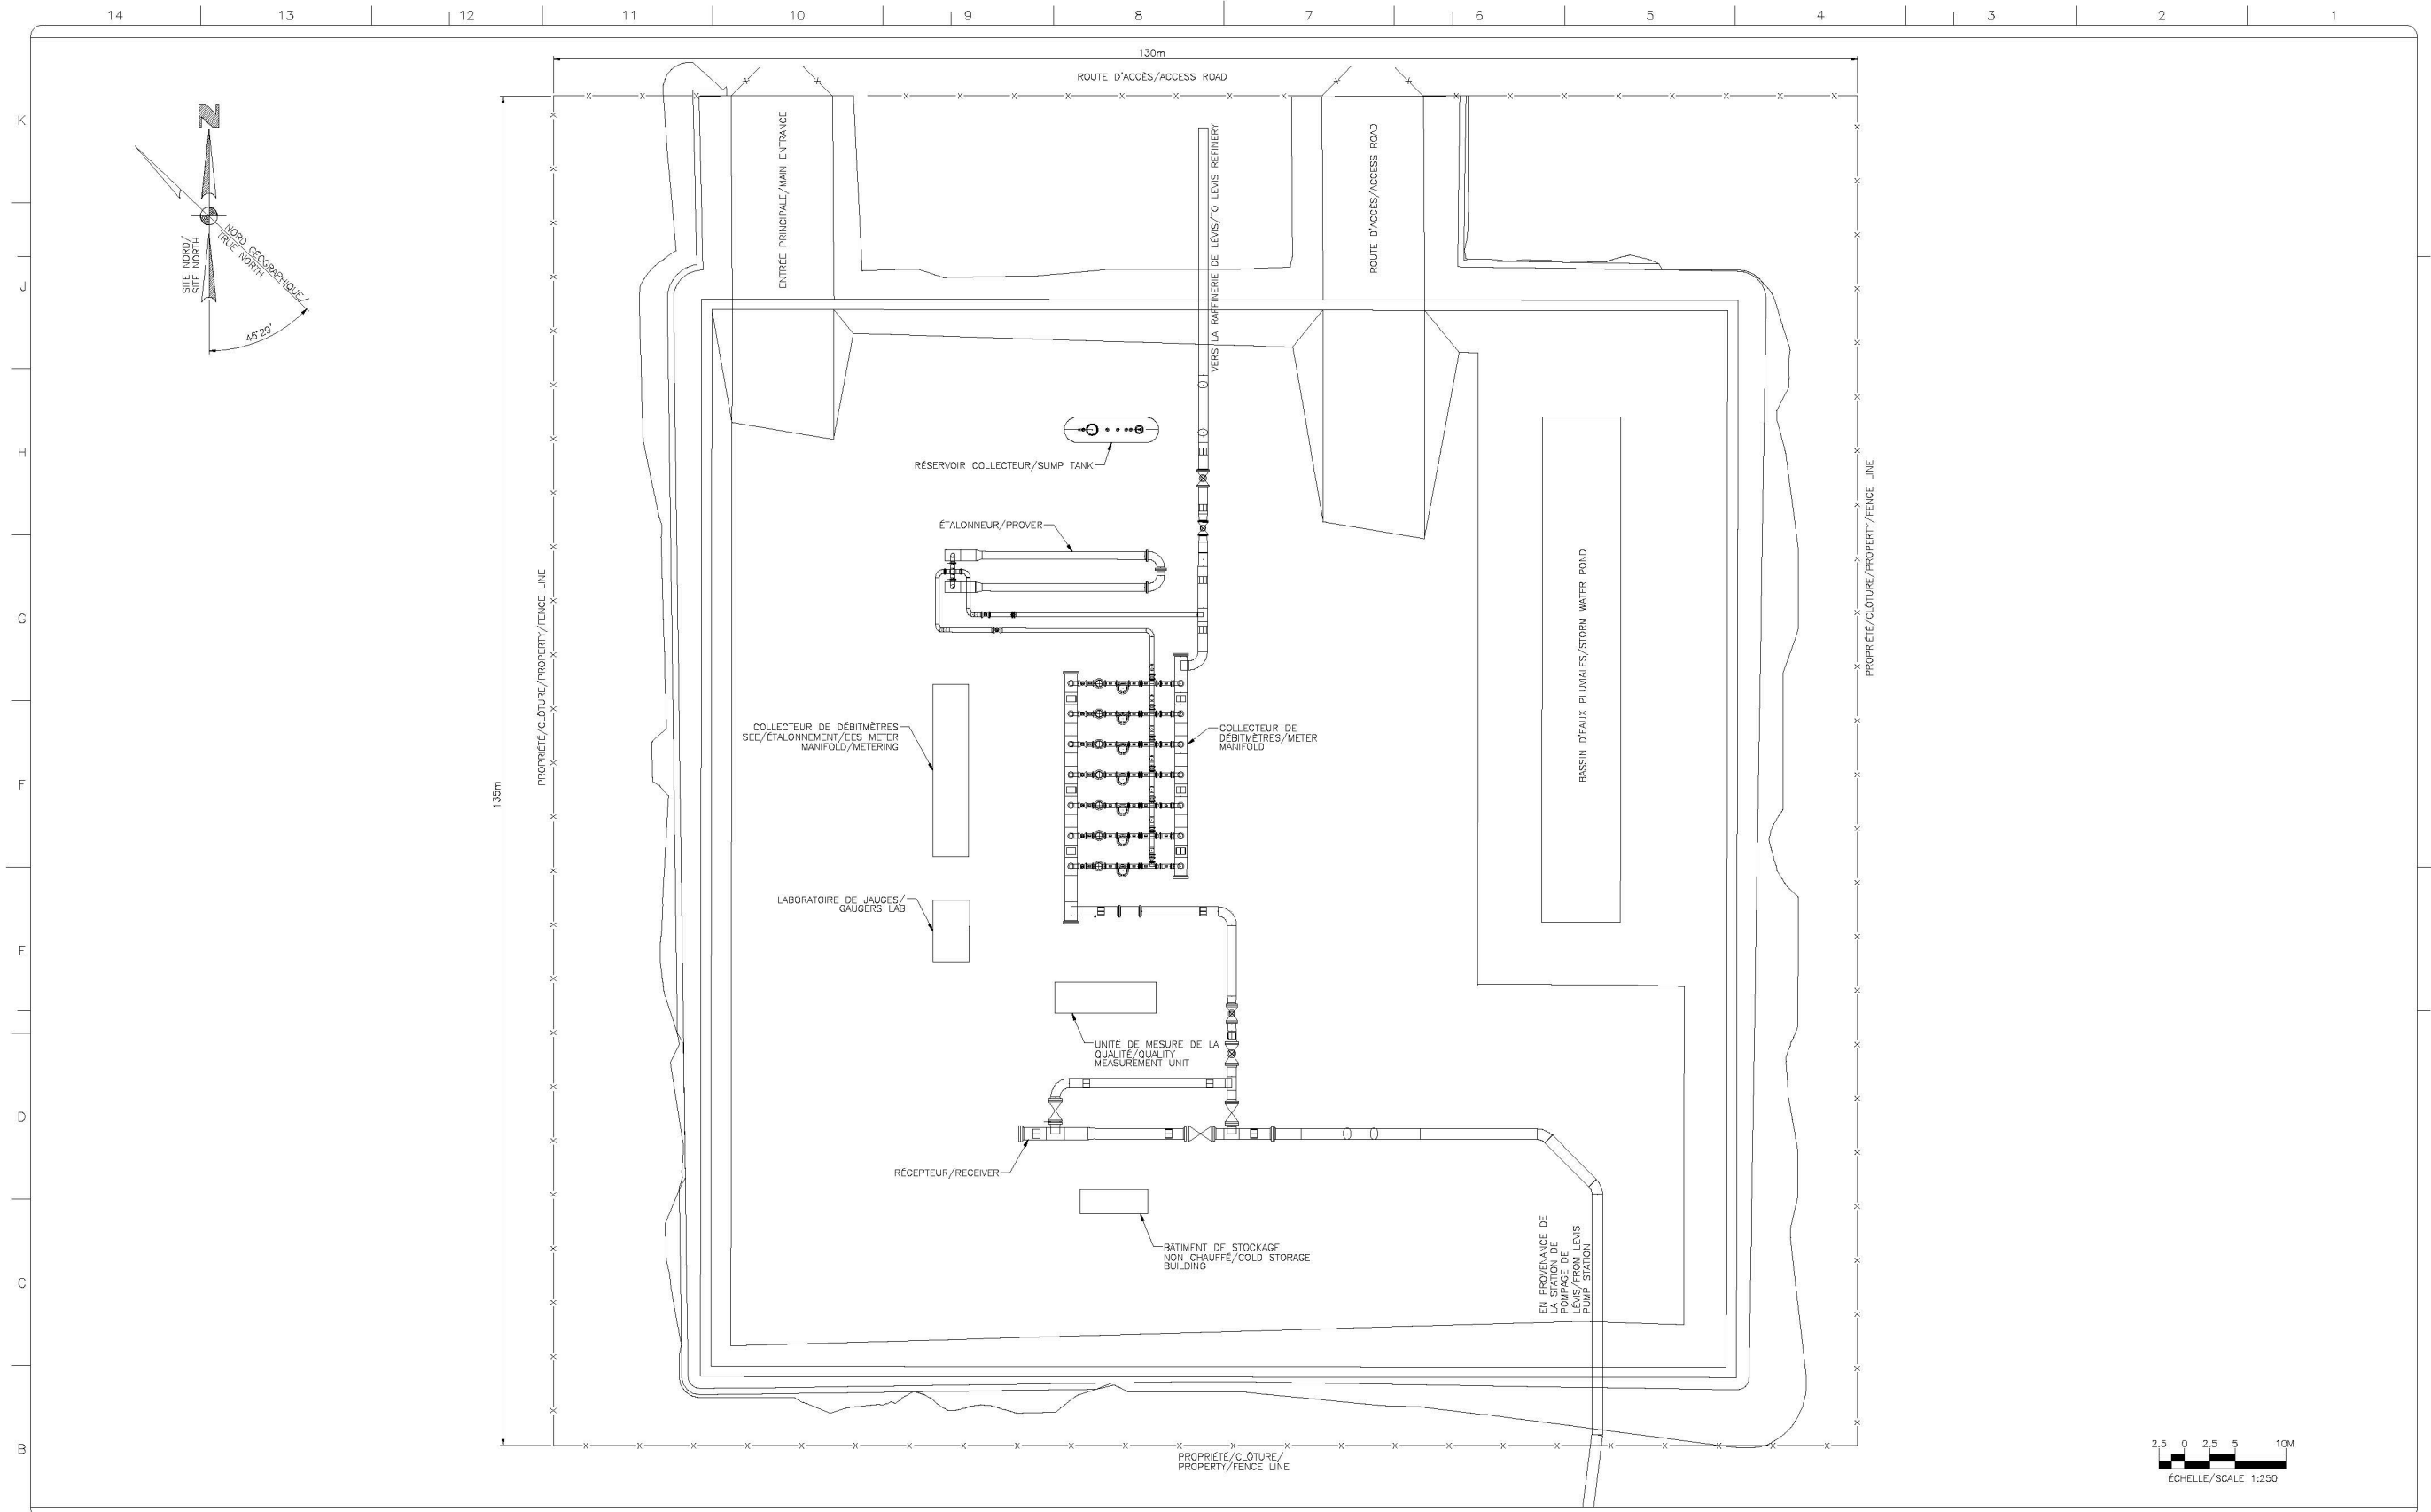 14 13 12 11 10 9 8 7 6 5 4 3 2 1
130m
ROUTE D'ACCÈS/ACCESS ROAD
K
J
H
G
F
E
D
C
B
N
SITE NORD/
SITE NORTH
NORD GÉOGRAPHIQUE/
TRUE NORTH
46°29'
ENTRÉE PRINCIPALE/MAIN ENTRANCE
VERS LA RAFFINERIE DE LÉVIS/TO LEVIS REFINERY
ROUTE D'ACCÈS/ACCESS ROAD
RÉSERVOIR COLLECTEUR/SUMP TANK
ÉTALONNEUR/PROVER
PROPRIÉTÉ/CLÔTURE/PROPERTY/FENCE LINE
135m
COLLECTEUR DE DÉBITMÈTRES
SEE/ÉTALONNEMENT/EES METER
MANIFOLD/METERING
COLLECTEUR DE
DÉBITMÈTRES/METER
MANIFOLD
BASSIN D'EAUX PLUVIALES/STORM WATER POND
PROPRIÉTÉ/CLÔTURE/PROPERTY/FENCE LINE
LABORATOIRE DE JAUGES/
GAUGERS LAB
UNITÉ DE MESURE DE LA
QUALITÉ/QUALITY
MEASUREMENT UNIT
RÉCEPTEUR/RECEIVER
BÂTIMENT DE STOCKAGE
NON CHAUFFÉ/COLD STORAGE
BUILDING
EN PROVENANCE DE
LA STATION DE
POMPAGE DE
LÉVIS/FROM LEVIS
PUMP STATION
PROPRIÉTÉ/CLÔTURE/
PROPERTY/FENCE LINE
2.5 0 2.5 5 10M
ÉCHELLE/SCALE 1:250